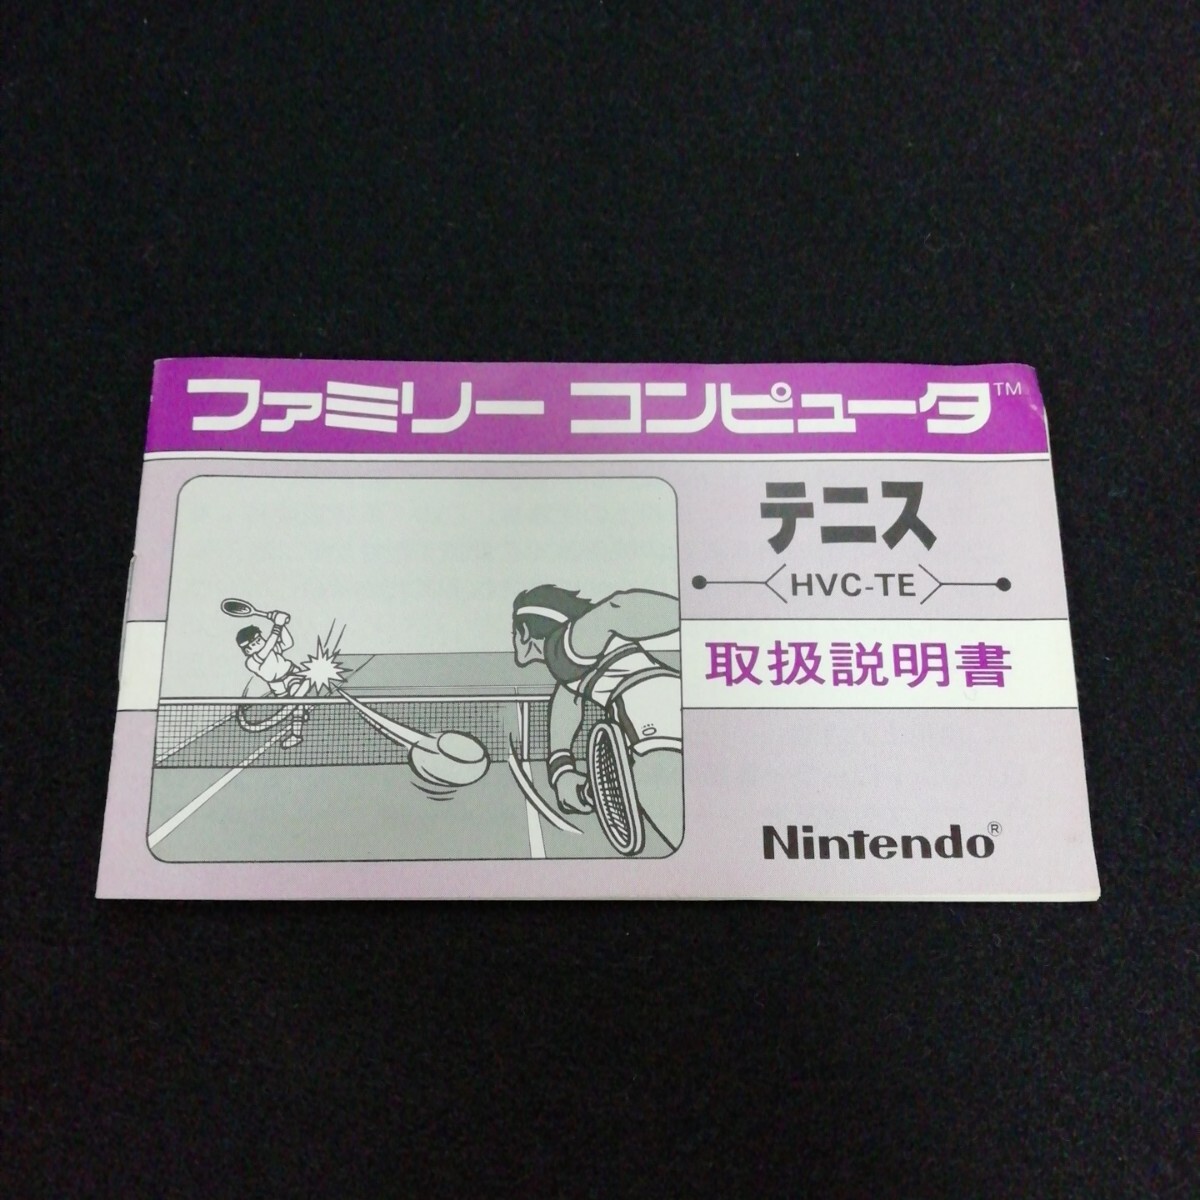 ファミリー コンピュータ™
テニス
HVC-TE
取扱説明書
Nintendo®